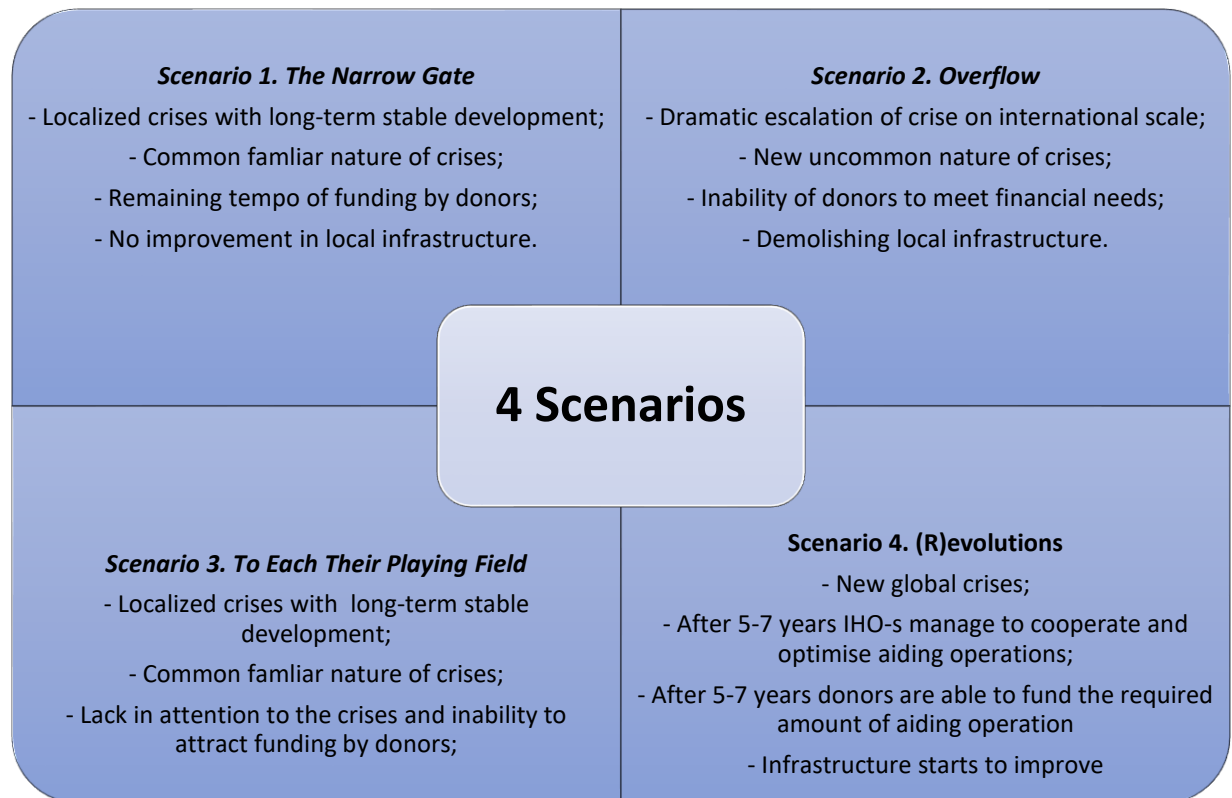 Scenario 1. The Narrow Gate
- Localized crises with long-term stable development;
- Common famliar nature of crises;
- Remaining tempo of funding by donors;
- No improvement in local infrastructure.
Scenario 2. Overflow
- Dramatic escalation of crise on international scale;
- New uncommon nature of crises;
- Inability of donors to meet financial needs;
- Demolishing local infrastructure.
4 Scenarios
Scenario 3. To Each Their Playing Field
- Localized crises with long-term stable
development;
- Common famliar nature of crises;
- Lack in attention to the crises and inability to
attract funding by donors;
Scenario 4. (R)evolutions
- New global crises;
- After 5-7 years IHO-s manage to cooperate and
optimise aiding operations;
- After 5-7 years donors are able to fund the required
amount of aiding operation
- Infrastructure starts to improve